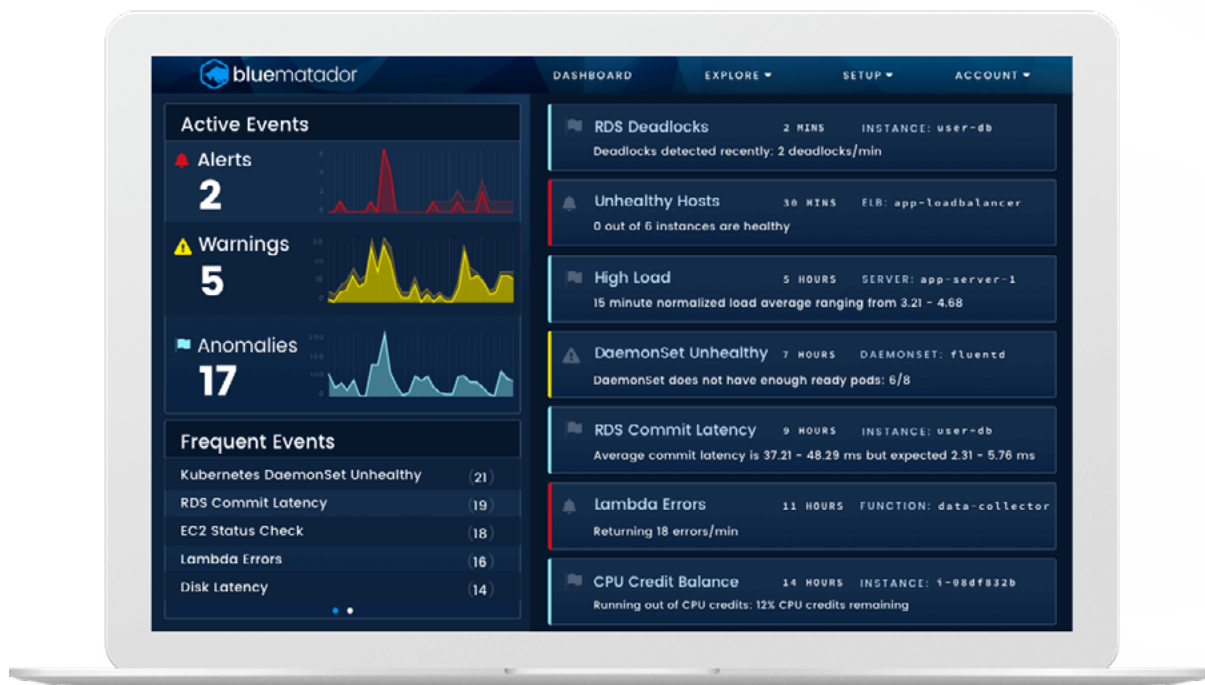 bluematador
DASHBOARD EXPLORE SETUP ACCOUNT
Active Events
Alerts
2
Warnings
5
Anomalies
17
Frequent Events
Kubernetes DaemonSet Unhealthy (21)
RDS Commit Latency (19)
EC2 Status Check (18)
Lambda Errors (16)
Disk Latency (14)
RDS Deadlocks 2 MINS INSTANCE: user-db
Deadlocks detected recently: 2 deadlocks/min
Unhealthy Hosts 30 MINS ELB: app-loadbalancer
0 out of 6 instances are healthy
High Load 5 HOURS SERVER: app-server-1
15 minute normalized load average ranging from 3.21 - 4.68
DaemonSet Unhealthy 7 HOURS DAEMONSET: fluentd
DaemonSet does not have enough ready pods: 6/8
RDS Commit Latency 9 HOURS INSTANCE: user-db
Average commit latency is 37.21 - 48.29 ms but expected 2.31 - 5.76 ms
Lambda Errors 11 HOURS FUNCTION: data-collector
Returning 18 errors/min
CPU Credit Balance 14 HOURS INSTANCE: i-08df832b
Running out of CPU credits: 12% CPU credits remaining